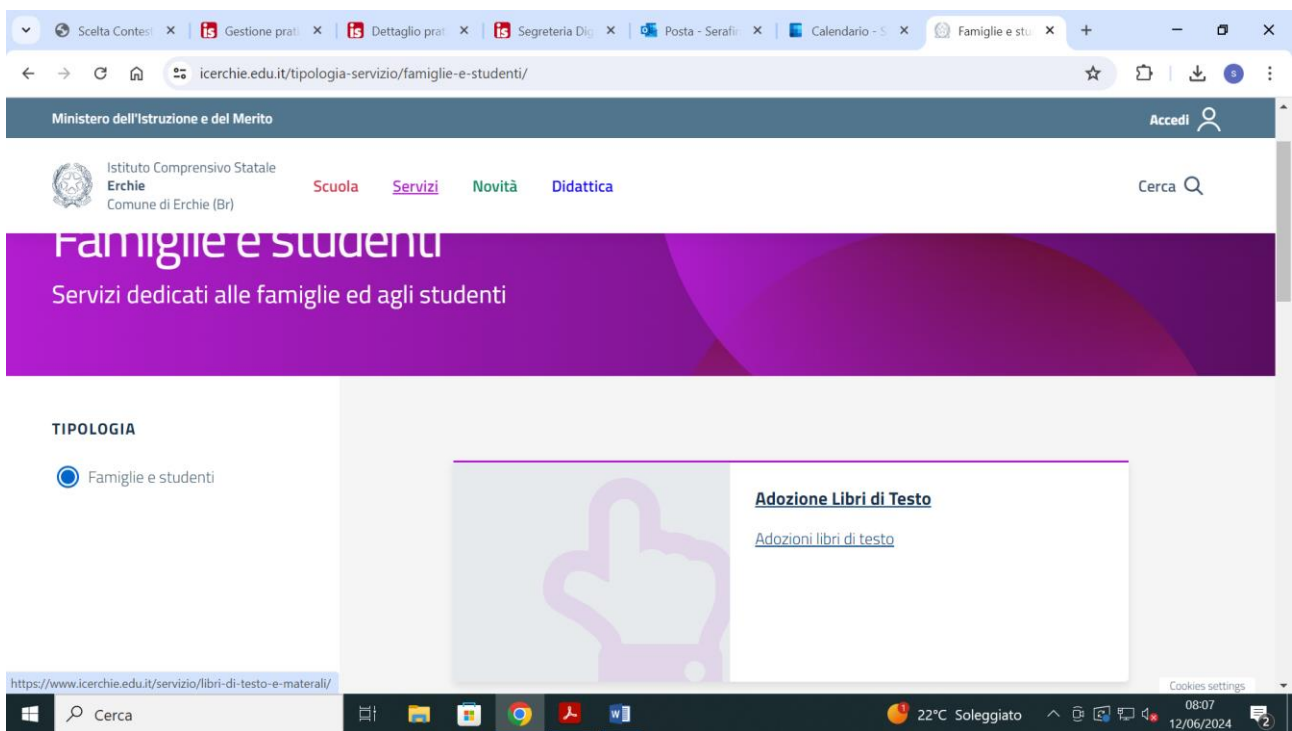 Scelta Contest
Gestione prati
Dettaglio prat
Segreteria Dig
Posta - Serafin
Calendario - S
Famiglie e stu
icerchie.edu.it/tipologia-servizio/famiglie-e-studenti/
s
Ministero dell'Istruzione e del Merito
Accedi
Istituto Comprensivo Statale
Erchie
Comune di Erchie (Br)
Scuola
Servizi
Novità
Didattica
Cerca
Famiglie e studenti
Servizi dedicati alle famiglie ed agli studenti
TIPOLOGIA
Famiglie e studenti
Adozione Libri di Testo
Adozioni libri di testo
https://www.icerchie.edu.it/servizio/libri-di-testo-e-materali/
Cookies settings
Cerca
22°C Soleggiato
08:07
12/06/2024
2